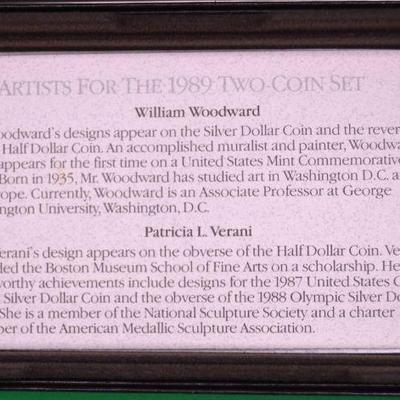 ARTISTS FOR THE 1989 TWO-COIN SET
William Woodward
oodward's designs appear on the Silver Dollar Coin and the rever
Half Dollar Coin. An accomplished muralist and painter, Woodwa
appears for the first time on a United States Mint Commemorative
Born in 1935, Mr. Woodward has studied art in Washington D.C. a
rope. Currently, Woodward is an Associate Professor at George
ngton University, Washington, D.C.
Patricia L. Verani
erani's design appears on the obverse of the Half Dollar Coin. Ve
ded the Boston Museum School of Fine Arts on a scholarship. He
worthy achievements include designs for the 1987 United States C
Silver Dollar Coin and the obverse of the 1988 Olympic Silver Do
She is a member of the National Sculpture Society and a charter
ber of the American Medallic Sculpture Association.